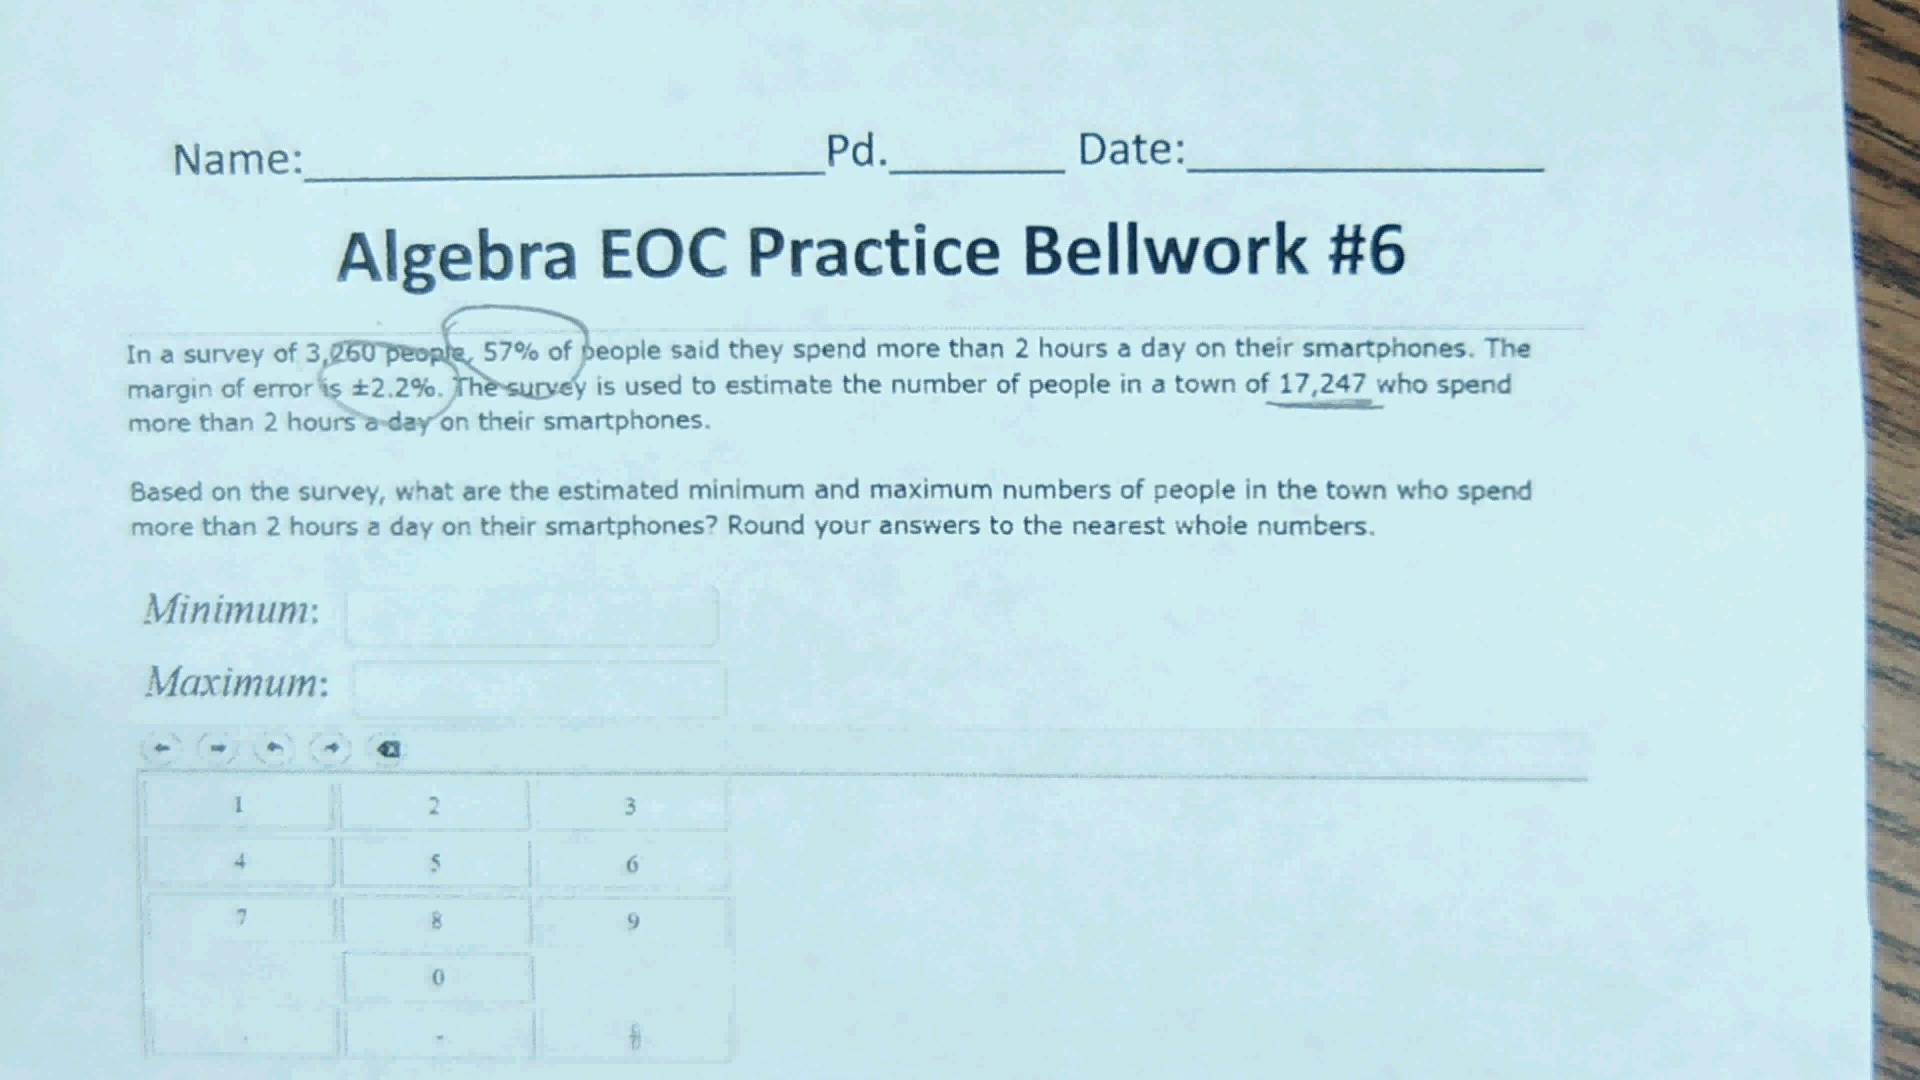 Name:____________________Pd._______ Date:______________
Algebra EOC Practice Bellwork #6
In a survey of 3,260 people, 57% of people said they spend more than 2 hours a day on their smartphones. The
margin of error is ±2.2%. The survey is used to estimate the number of people in a town of 17,247 who spend
more than 2 hours a day on their smartphones.
Based on the survey, what are the estimated minimum and maximum numbers of people in the town who spend
more than 2 hours a day on their smartphones? Round your answers to the nearest whole numbers.
Minimum:
Maximum:
1 2 3
4 5 6
7 8 9
0
. -